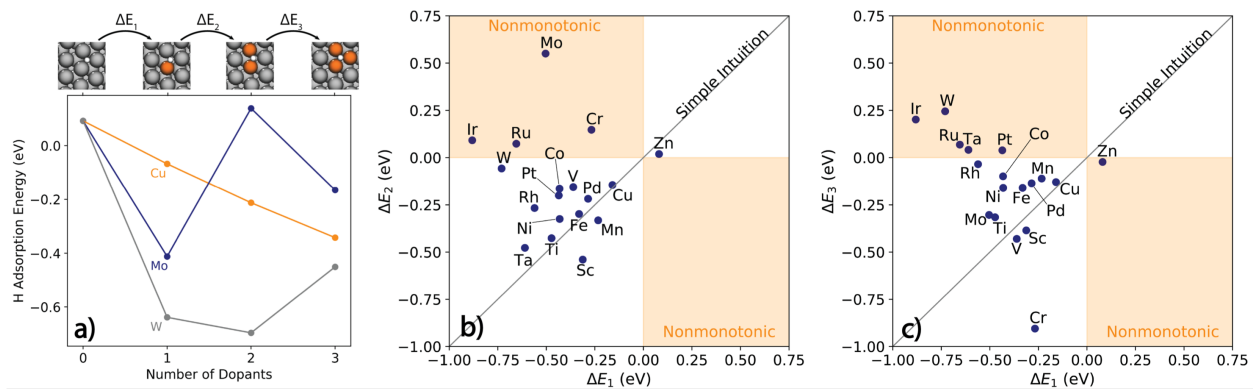 ΔE₁ ΔE₂ ΔE₃
H Adsorption Energy (eV)
0.0
−0.2
−0.4
−0.6
Cu
Mo
W
a)
0 1 2 3
Number of Dopants
ΔE₂ (eV)
0.75
0.50
0.25
0.00
−0.25
−0.50
−0.75
−1.00
Nonmonotonic
Mo
Simple Intuition
Cr
Ir
Ru
Zn
W
Co
Pt
V
Pd
Cu
Rh
Ni
Fe
Mn
Ta
Ti
Sc
b)
Nonmonotonic
−1.00 −0.75 −0.50 −0.25 0.00 0.25 0.50 0.75
ΔE₁ (eV)
ΔE₃ (eV)
0.75
0.50
0.25
0.00
−0.25
−0.50
−0.75
−1.00
Nonmonotonic
Simple Intuition
Ir
W
Ru
Ta
Pt
Co
Zn
Rh
Mn
Ni
Fe
Cu
Pd
Mo
Ti
V
Sc
Cr
c)
Nonmonotonic
−1.00 −0.75 −0.50 −0.25 0.00 0.25 0.50 0.75
ΔE₁ (eV)